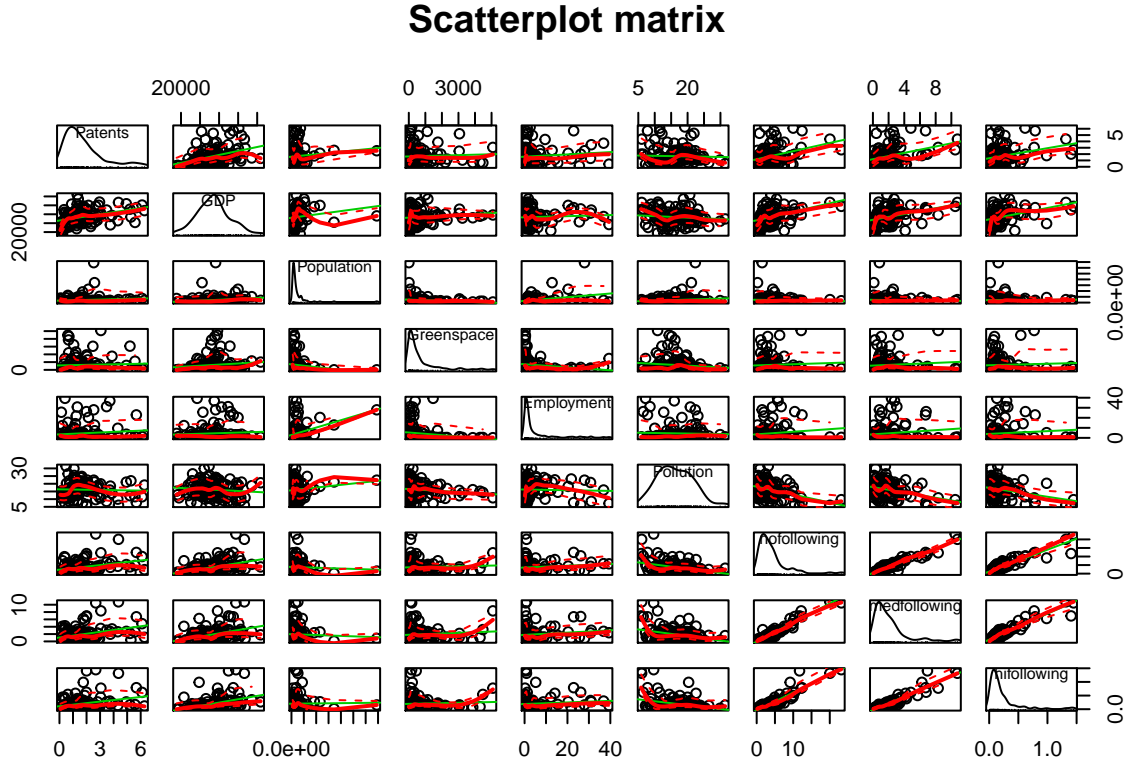 Scatterplot matrix
20000
0 3000
5 20
0 4 8
Patents
0 5
20000
GDP
Population
0.0e+00
0
Greenspace
Employment
0 40
5 30
Pollution
nofollowing
0
0 10
medfollowing
hifollowing
0.0
0 3 6
0.0e+00
0 20 40
0 10
0.0 1.0